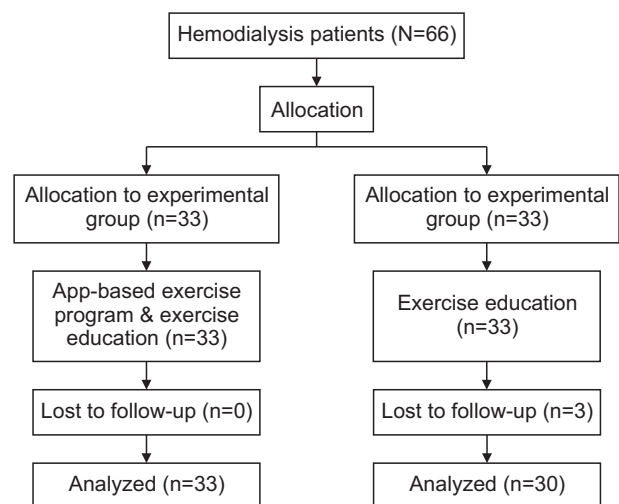 Hemodialysis patients (N=66)
Allocation
Allocation to experimental
group (n=33)
Allocation to experimental
group (n=33)
App-based exercise
program & exercise
education (n=33)
Exercise education
(n=33)
Lost to follow-up (n=0)
Lost to follow-up (n=3)
Analyzed (n=33)
Analyzed (n=30)